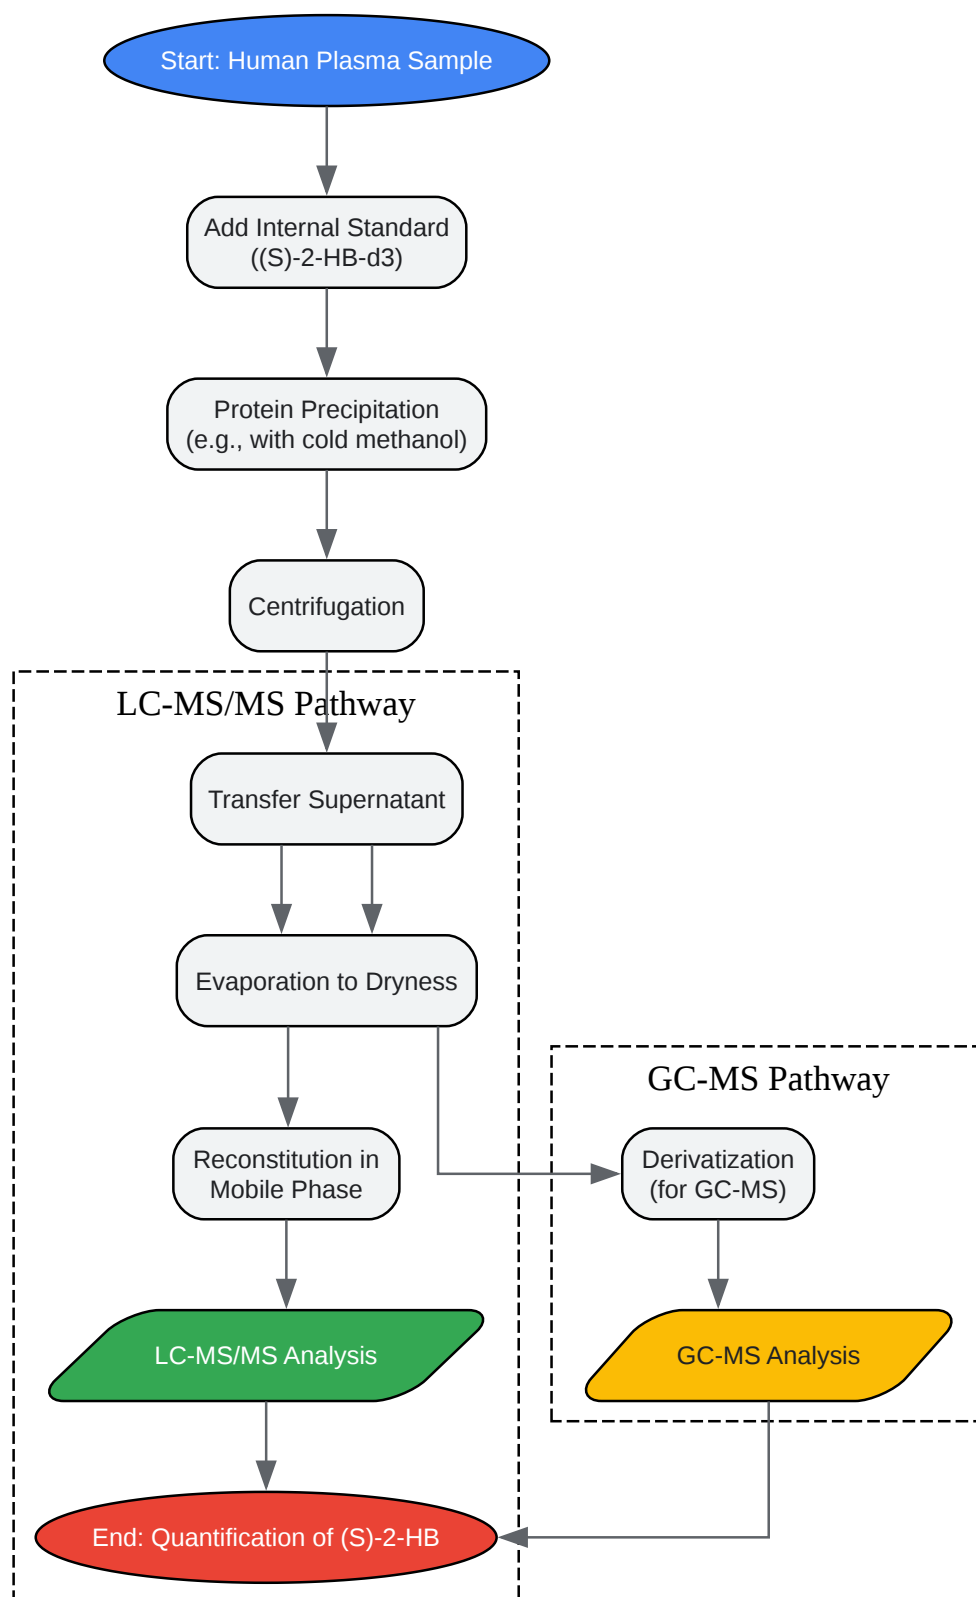 Start: Human Plasma Sample
Add Internal Standard
((S)-2-HB-d3)
Protein Precipitation
(e.g., with cold methanol)
Centrifugation
LC-MS/MS Pathway
Transfer Supernatant
Evaporation to Dryness
GC-MS Pathway
Reconstitution in
Mobile Phase
Derivatization
(for GC-MS)
LC-MS/MS Analysis
GC-MS Analysis
End: Quantification of (S)-2-HB